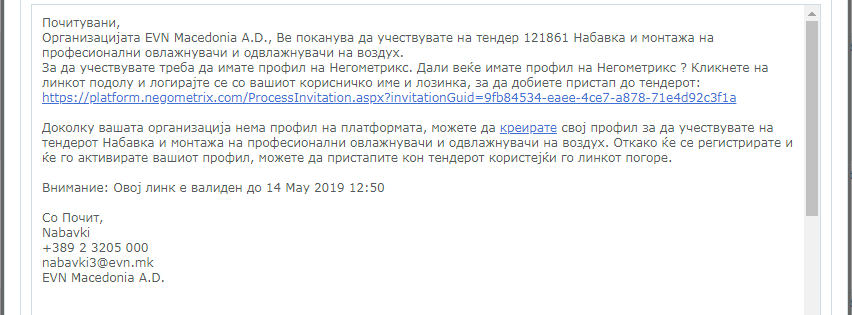 Почитувани,
Организацијата EVN Macedonia A.D., Ве поканува да учествувате на тендер 121861 Набавка и монтажа на
професионални овлажнувачи и одвлажнувачи на воздух.
За да учествувате треба да имате профил на Негометрикс. Дали веќе имате профил на Негометрикс ? Кликнете на
линкот подолу и логирајте се со вашиот корисничко име и лозинка, за да добиете пристап до тендерот:
https://platform.negometrix.com/ProcessInvitation.aspx?invitationGuid=9fb84534-eaee-4ce7-a878-71e4d92c3f1a
Доколку вашата организација нема профил на платформата, можете да креирате свој профил за да учествувате на
тендерот Набавка и монтажа на професионални овлажнувачи и одвлажнувачи на воздух. Откако ќе се регистрирате и
ќе го активирате вашиот профил, можете да пристапите кон тендерот користејќи го линкот погоре.
Внимание: Овој линк е валиден до 14 May 2019 12:50
Со Почит,
Nabavki
+389 2 3205 000
nabavki3@evn.mk
EVN Macedonia A.D.